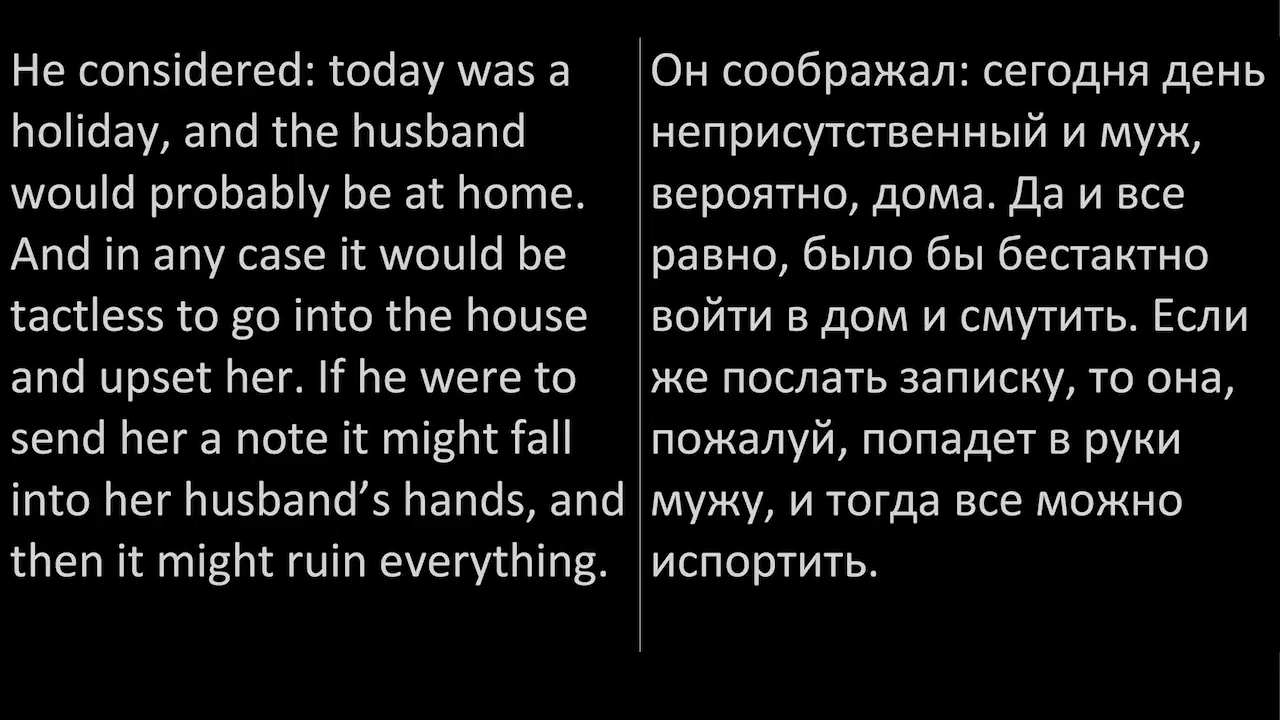 He considered: today was a
holiday, and the husband
would probably be at home.
And in any case it would be
tactless to go into the house
and upset her. If he were to
send her a note it might fall
into her husband’s hands, and
then it might ruin everything.
Он соображал: сегодня день
неприсутственный и муж,
вероятно, дома. Да и все
равно, было бы бестактно
войти в дом и смутить. Если
же послать записку, то она,
пожалуй, попадет в руки
мужу, и тогда все можно
испортить.